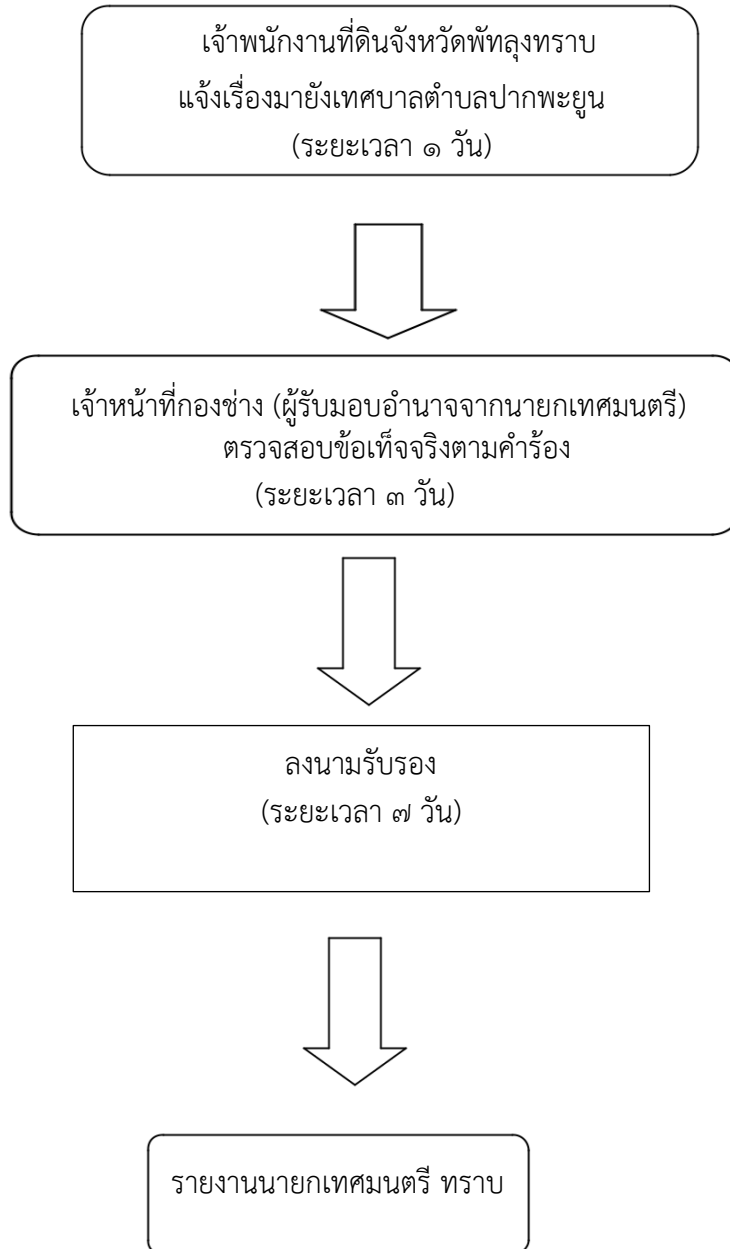 เจ้าพนักงานที่ดินจังหวัดพัทลุงทราบ
แจ้งเรื่องมายังเทศบาลตำบลปากพะยูน
(ระยะเวลา ๑ วัน)
เจ้าหน้าที่กองช่าง (ผู้รับมอบอำนาจจากนายกเทศมนตรี)
ตรวจสอบข้อเท็จจริงตามคำร้อง
(ระยะเวลา ๓ วัน)
ลงนามรับรอง
(ระยะเวลา ๗ วัน)
รายงานนายกเทศมนตรี ทราบ